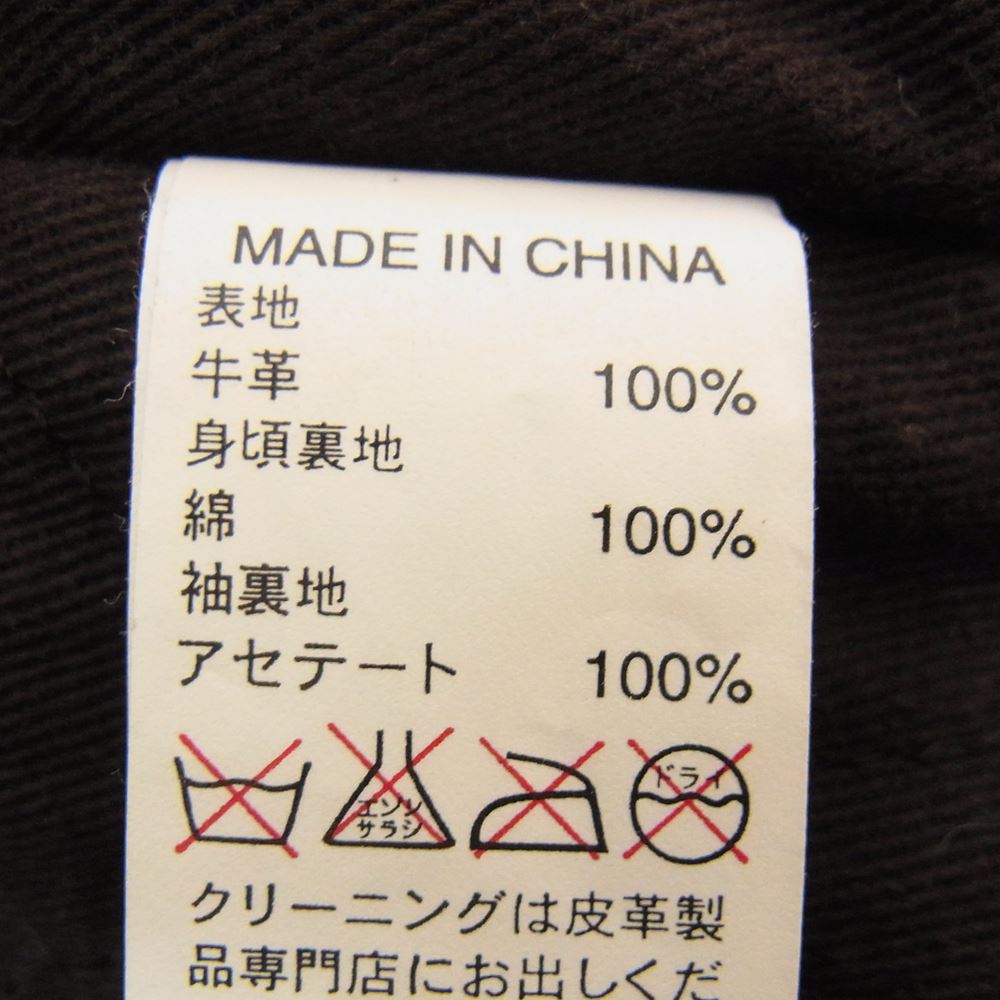 MADE IN CHINA
表地
牛革 100%
身頃裏地
綿 100%
袖裏地
アセテート 100%
エンソ
サラシ
ドライ
クリーニングは皮革製
品専門店にお出しくだ